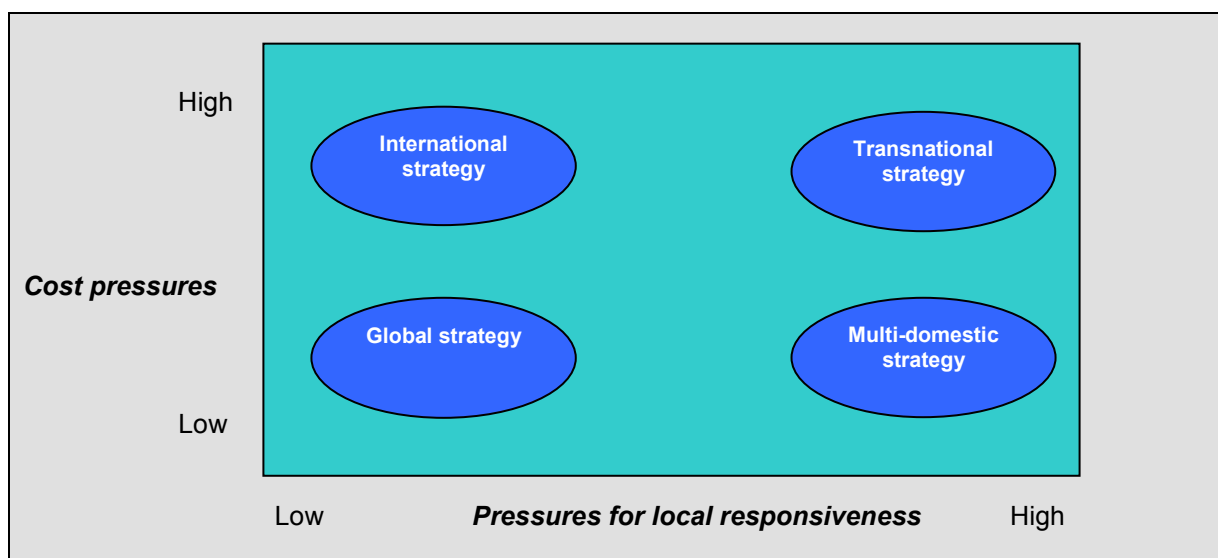 High
International
strategy
Transnational
strategy
Cost pressures
Global strategy
Multi-domestic
strategy
Low
Low Pressures for local responsiveness High